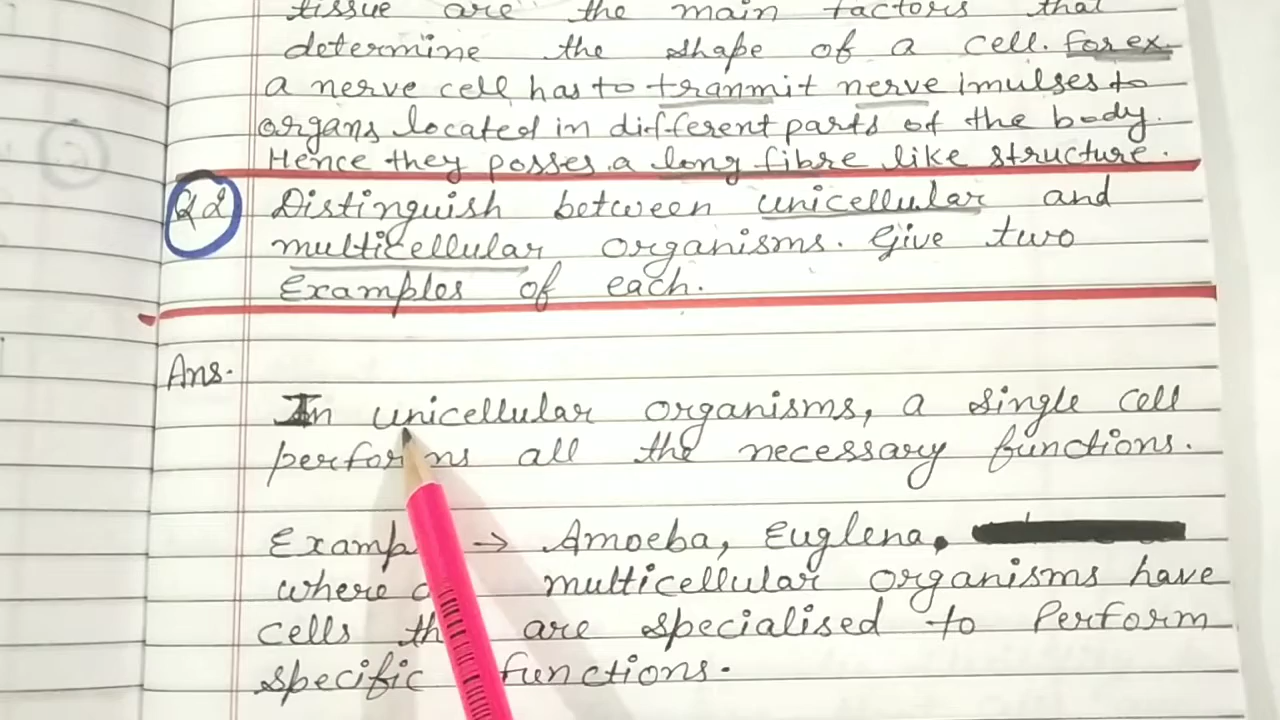 tissue are the main factors that
determine the shape of a cell. For ex
a nerve cell has to tranmit nerve imulses to
organs located in different parts of the body.
Hence they posses a long fibre like structure.
Q2 Distinguish between unicellular and
multicellular organisms. Give two
Examples of each.
Ans.
In unicellular organisms, a single cell
performs all the necessary functions.
Examp → Amoeba, Euglena.
where multicellular organisms have
cells th are specialised to Perform
specific functions.